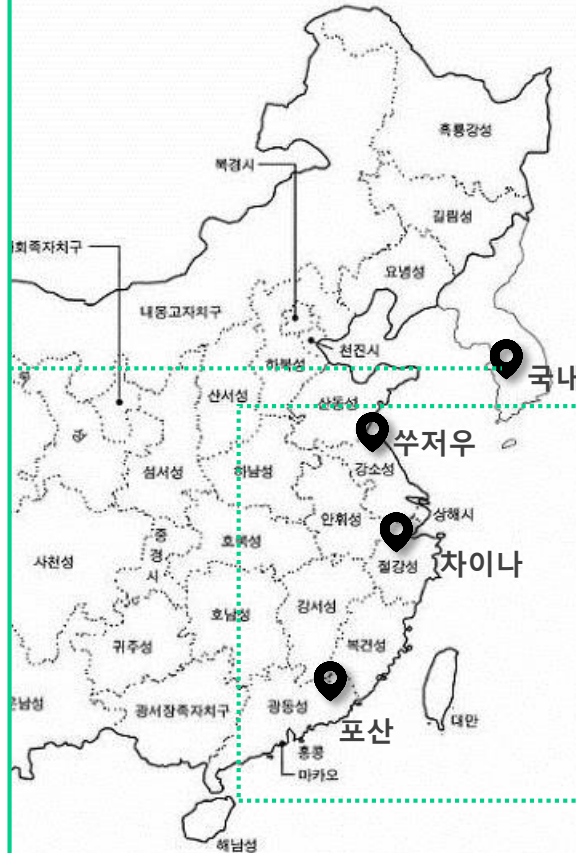 흑룡강성
북경시
길림성
회족자치구
요녕성
내몽고자치구
천진시
하북성
국내
산서성
산동성
쑤저우
섬서성
하남성
강소성
안휘성
상해시
중경시
호북성
차이나
사천성
절강성
강서성
호남성
귀주성
복건성
운남성
광서장족자치구
광동성
대만
포산
홍콩
마카오
해남성